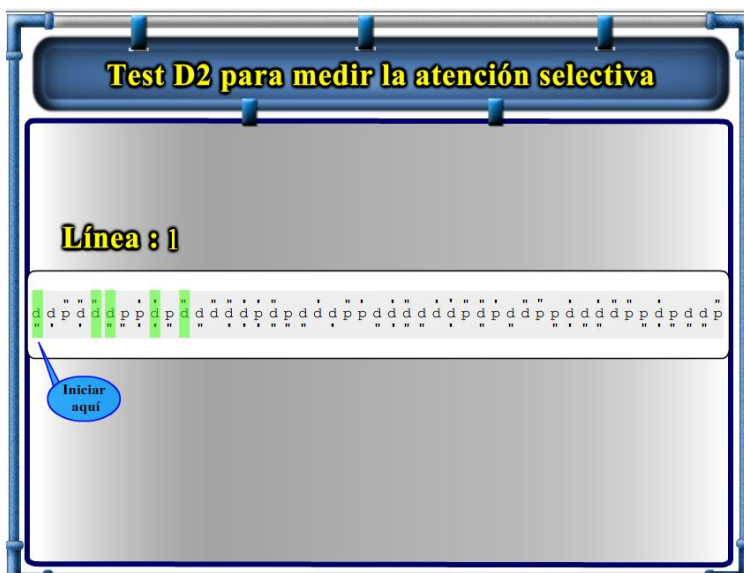 Test D2 para medir la atención selectiva
Línea : 1
d d p d d d p p d p d d d d d p d p d d d p p d d d d d d p d p d d p p d d d d p p d p d d p
Iniciar
aquí